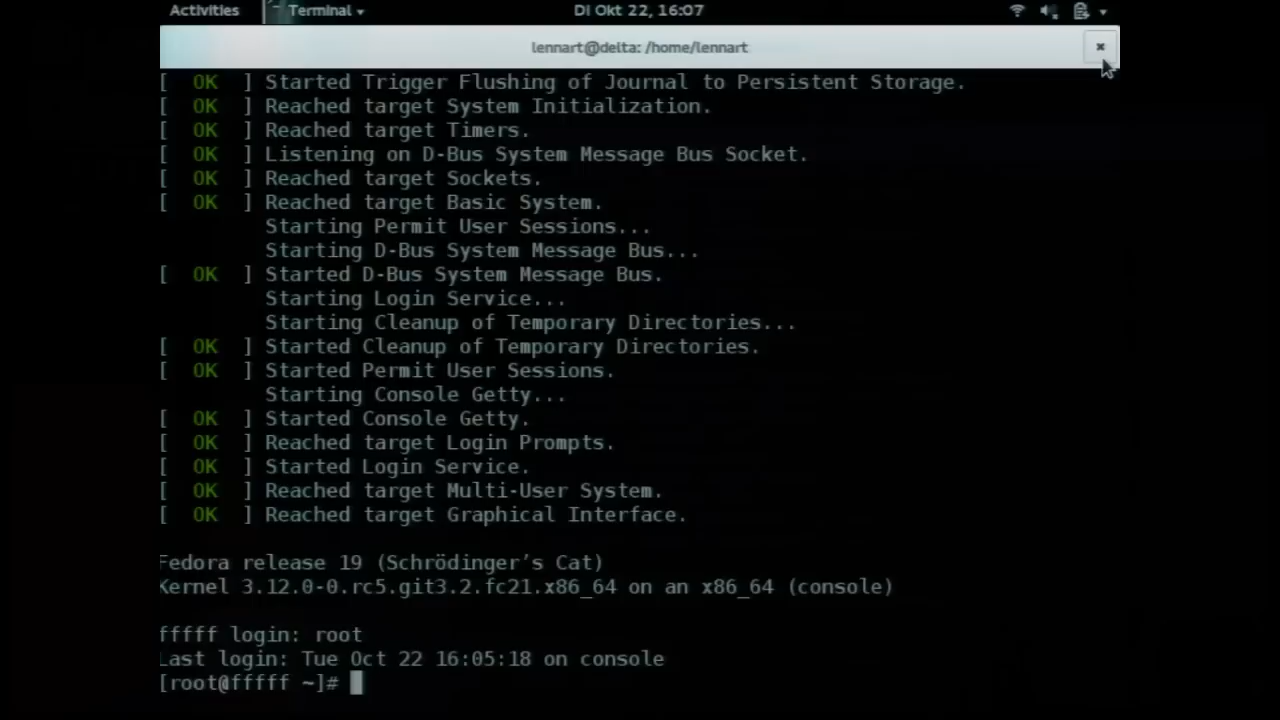 Activities Terminal Di Okt 22, 16:07
lennart@delta: /home/lennart ×
[ OK ] Started Trigger Flushing of Journal to Persistent Storage.
[ OK ] Reached target System Initialization.
[ OK ] Reached target Timers.
[ OK ] Listening on D-Bus System Message Bus Socket.
[ OK ] Reached target Sockets.
[ OK ] Reached target Basic System.
Starting Permit User Sessions...
Starting D-Bus System Message Bus...
[ OK ] Started D-Bus System Message Bus.
Starting Login Service...
Starting Cleanup of Temporary Directories...
[ OK ] Started Cleanup of Temporary Directories.
[ OK ] Started Permit User Sessions.
Starting Console Getty...
[ OK ] Started Console Getty.
[ OK ] Reached target Login Prompts.
[ OK ] Started Login Service.
[ OK ] Reached target Multi-User System.
[ OK ] Reached target Graphical Interface.
Fedora release 19 (Schrödinger's Cat)
Kernel 3.12.0-0.rc5.git3.2.fc21.x86_64 on an x86_64 (console)
fffff login: root
Last login: Tue Oct 22 16:05:18 on console
[root@fffff ~]#